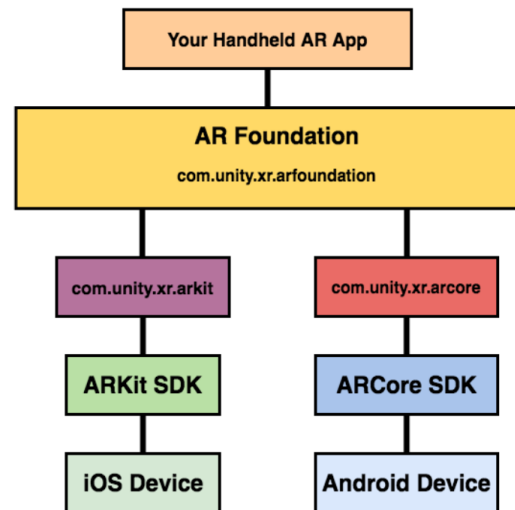 Your Handheld AR App
AR Foundation
com.unity.xr.arfoundation
com.unity.xr.arkit
com.unity.xr.arcore
ARKit SDK
ARCore SDK
iOS Device
Android Device